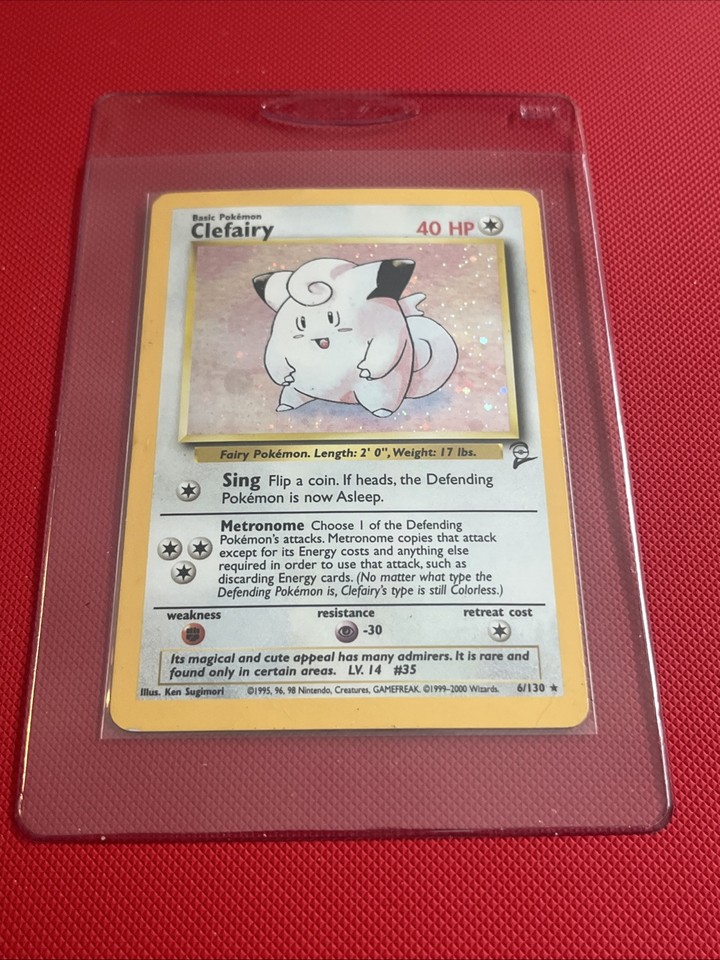 Basic Pokémon
Clefairy
40 HP
Fairy Pokémon. Length: 2' 0", Weight: 17 lbs.
Sing Flip a coin. If heads, the Defending
Pokémon is now Asleep.
Metronome Choose 1 of the Defending
Pokémon's attacks. Metronome copies that attack
except for its Energy costs and anything else
required in order to use that attack, such as
discarding Energy cards. (No matter what type the
Defending Pokémon is, Clefairy's type is still Colorless.)
weakness resistance retreat cost
-30
Its magical and cute appeal has many admirers. It is rare and
found only in certain areas. LV. 14 #35
Illus. Ken Sugimori ©1995, 96, 98 Nintendo, Creatures, GAMEFREAK. ©1999-2000 Wizards. 6/130 ★